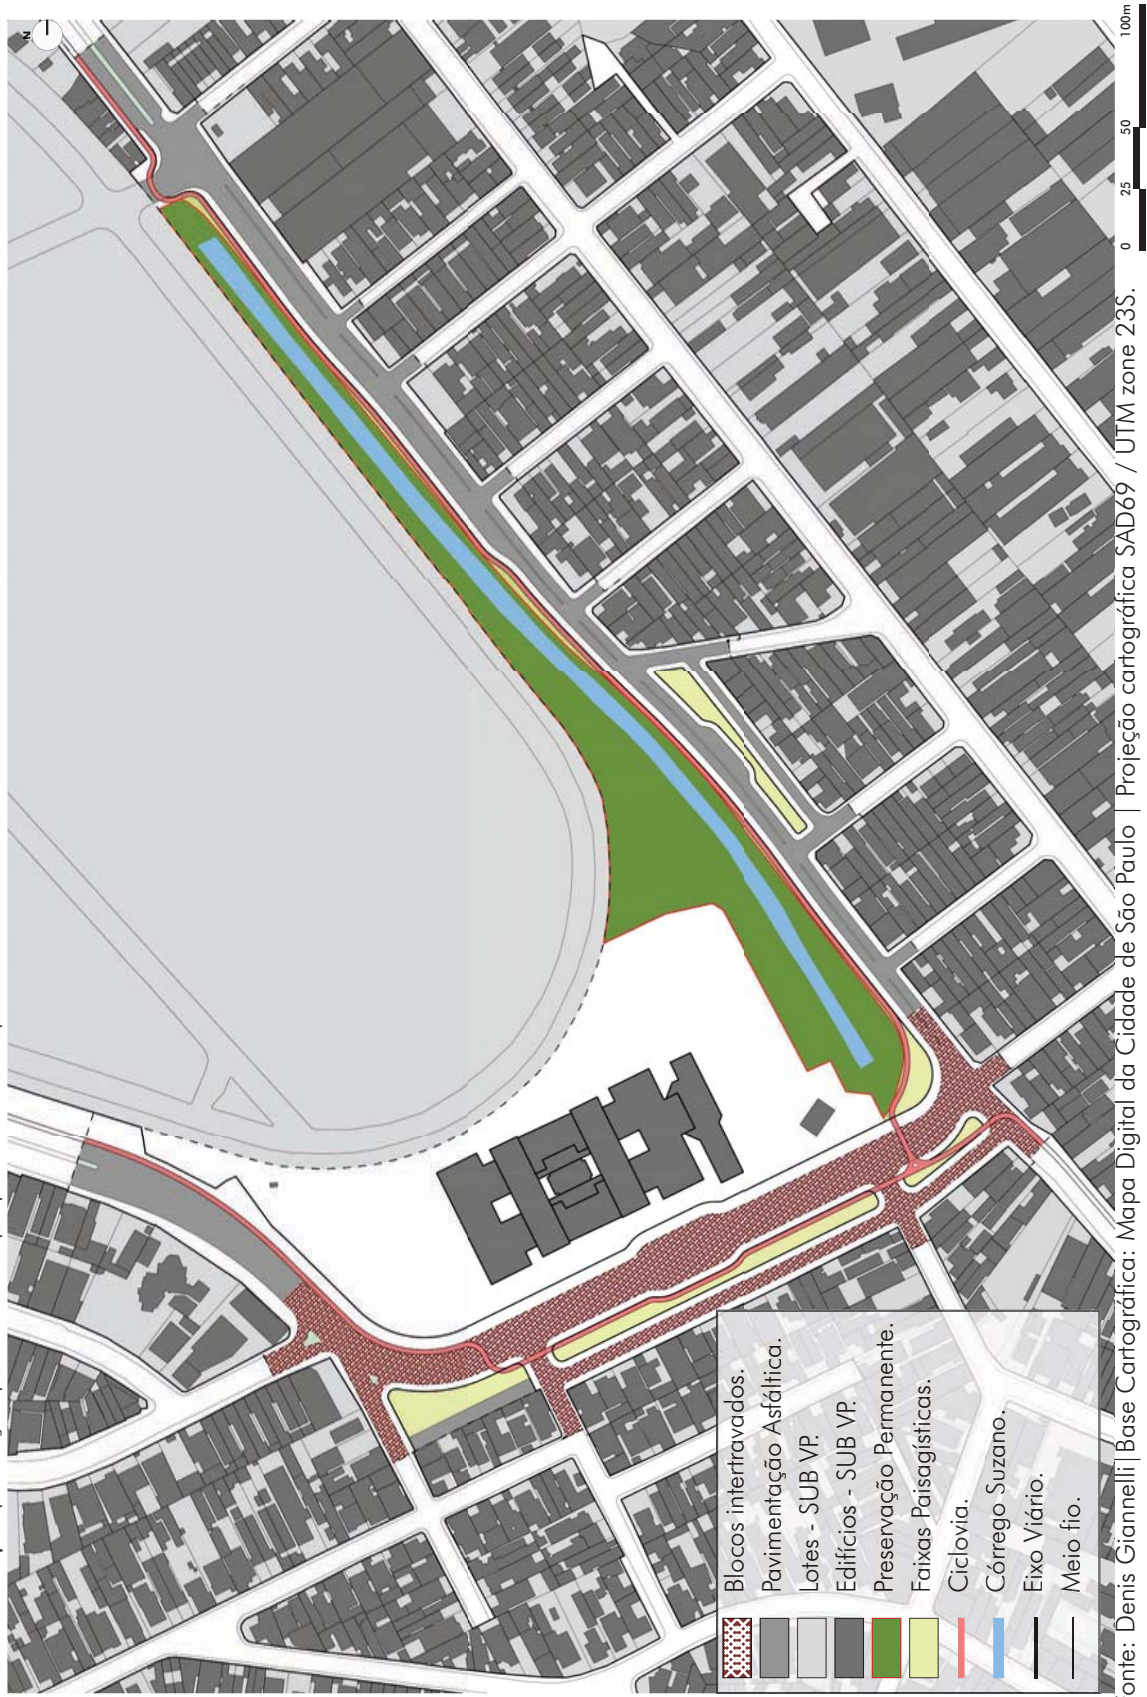 N
Blocos intertravados.
Pavimentação Asfáltica.
Lotes - SUB VP.
Edifícios - SUB VP.
Preservação Permanente.
Faixas Paisagísticas.
Ciclovia.
Córrego Suzano.
Eixo Viário.
Meio fio.
0 25 50 100m
onte: Denis Giannelli | Base Cartográfica: Mapa Digital da Cidade de São Paulo | Projeção cartográfica SAD69 / UTM zone 23S.